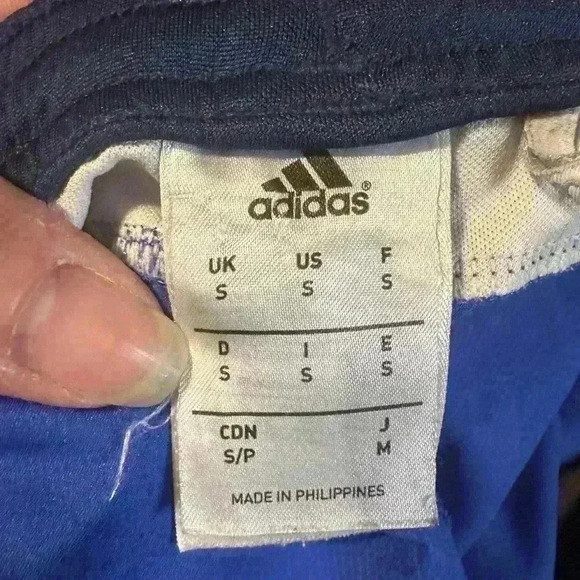 adidas®
UK US F
S S S
D I E
S S S
CDN J
S/P M
MADE IN PHILIPPINES